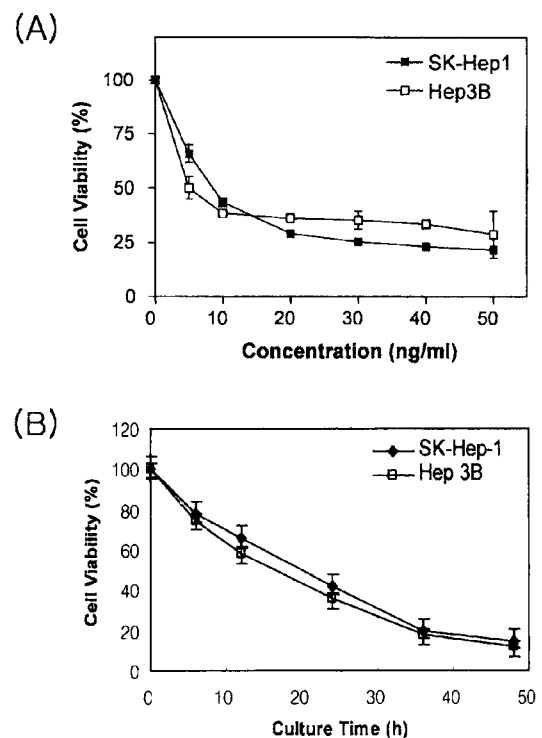 (A)
SK-Hep1
Hep3B
100
75
50
25
0
Cell Viability (%)
0 10 20 30 40 50
Concentration (ng/ml)
(B)
120
100
80
60
40
20
0
SK-Hep-1
Hep 3B
Cell Viability (%)
0 10 20 30 40 50
Culture Time (h)